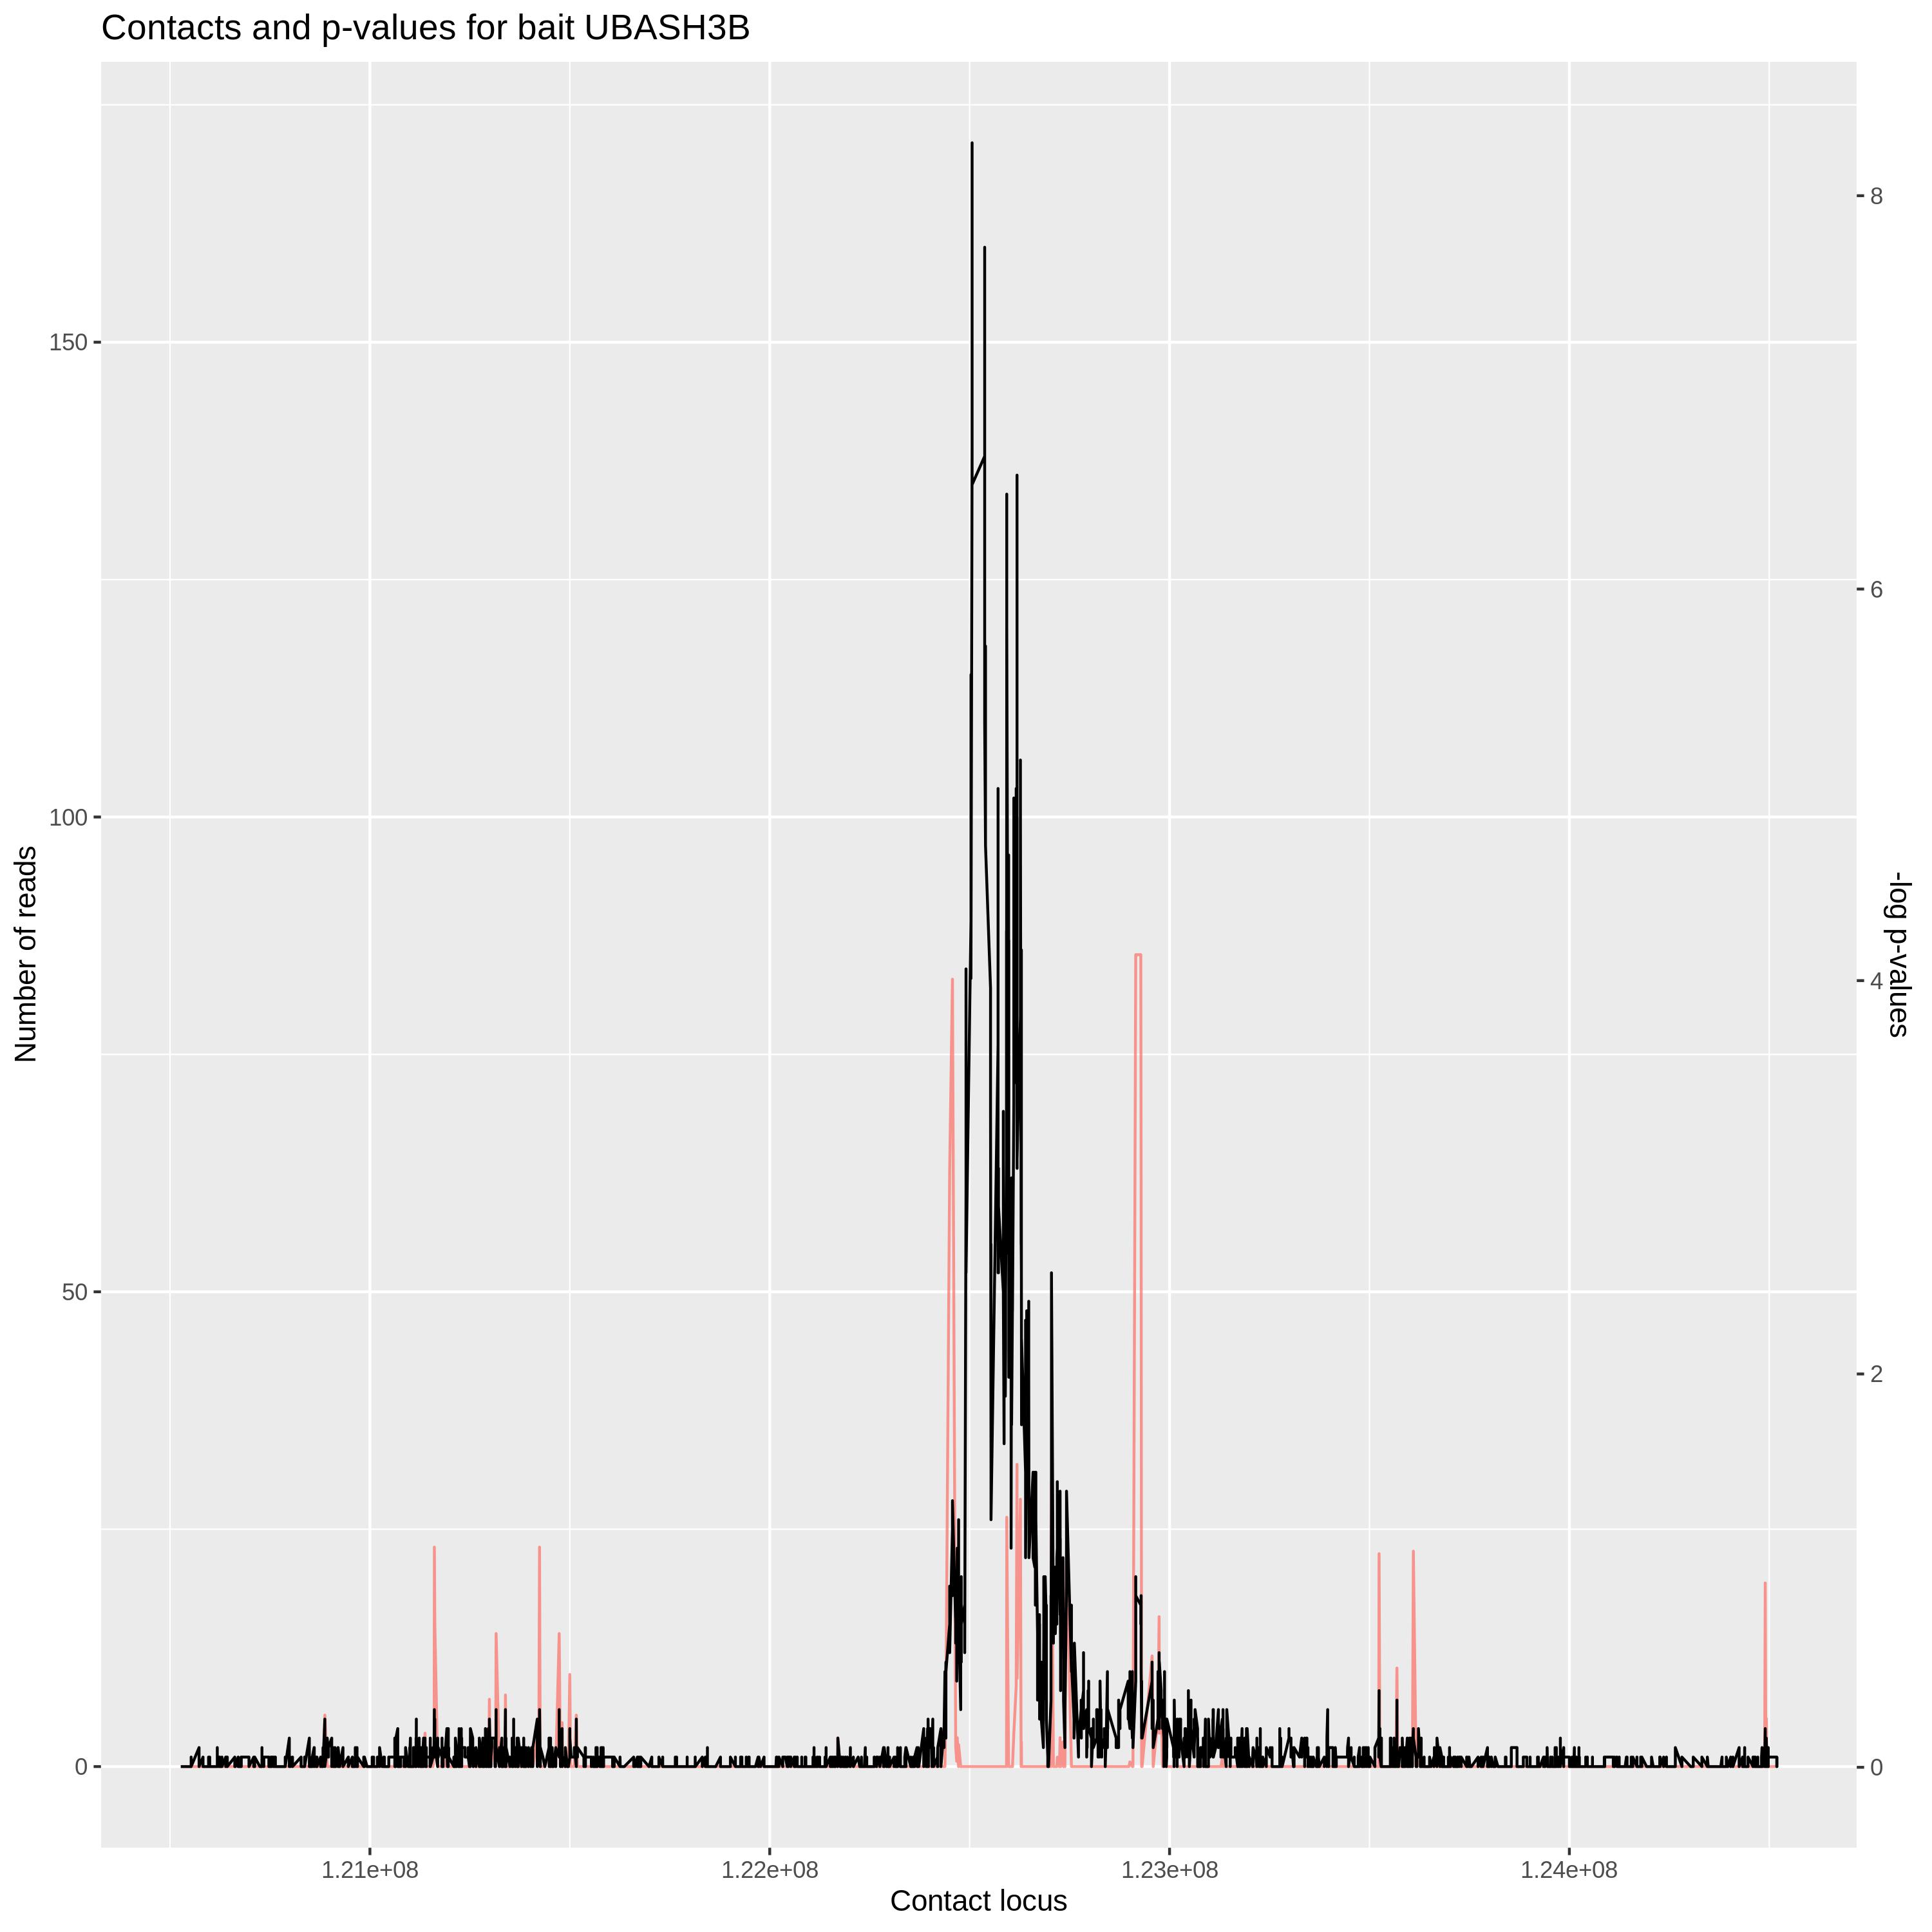 Contacts and p-values for bait UBASH3B
Number of reads
150
100
50
0
8
6
4
2
0
-log p-values
1.21e+08 1.22e+08 1.23e+08 1.24e+08
Contact locus